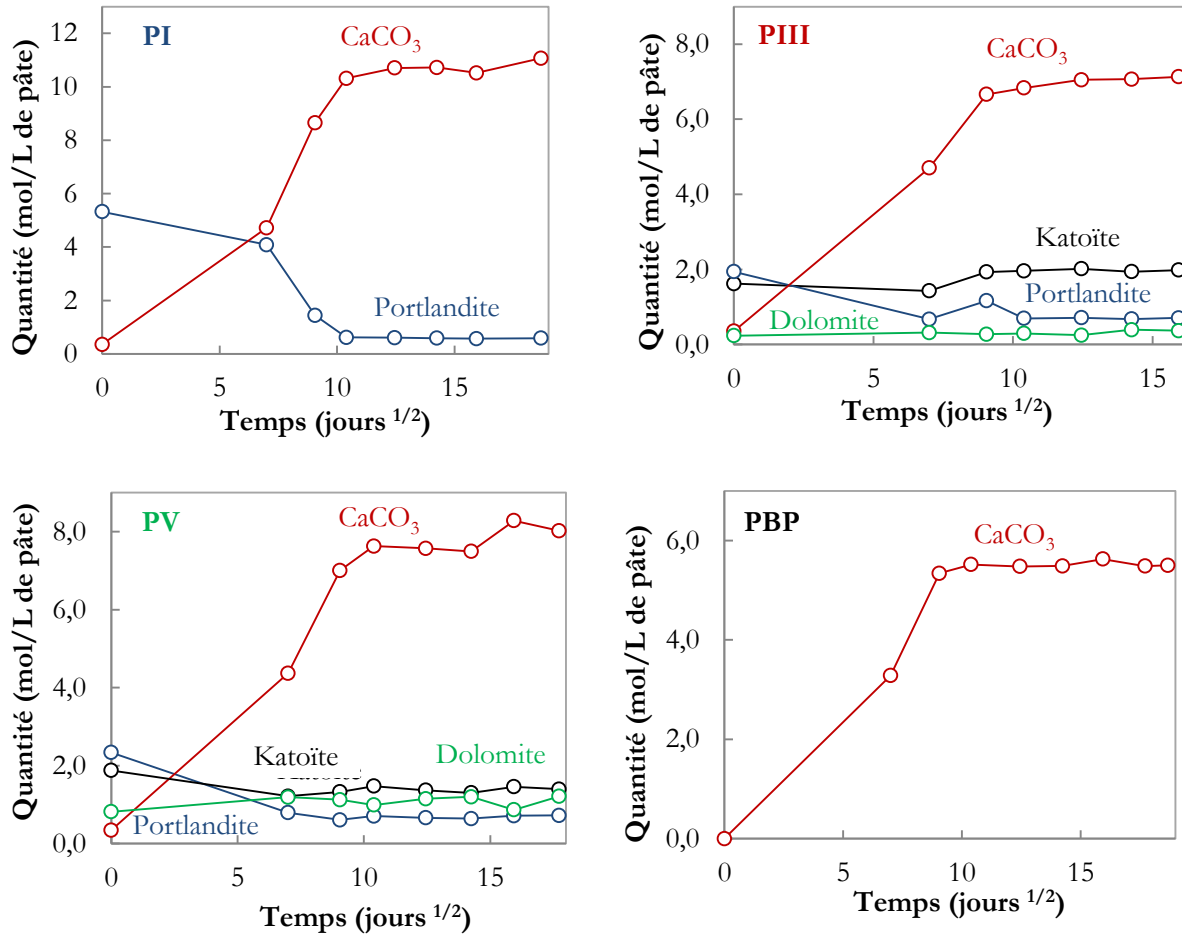 PI
CaCO3
Portlandite
Quantité (mol/L de pâte)
12
10
8
6
4
2
0
0 5 10 15
Temps (jours 1/2)
PIII
CaCO3
Katoïte
Portlandite
Dolomite
Quantité (mol/L de pâte)
8,0
6,0
4,0
2,0
0,0
0 5 10 15
Temps (jours 1/2)
PV
CaCO3
Katoïte
Dolomite
Portlandite
Quantité (mol/L de pâte)
8,0
6,0
4,0
2,0
0,0
0 5 10 15
Temps (jours 1/2)
PBP
CaCO3
Quantité (mol/L de pâte)
6,0
4,0
2,0
0,0
0 5 10 15
Temps (jours 1/2)